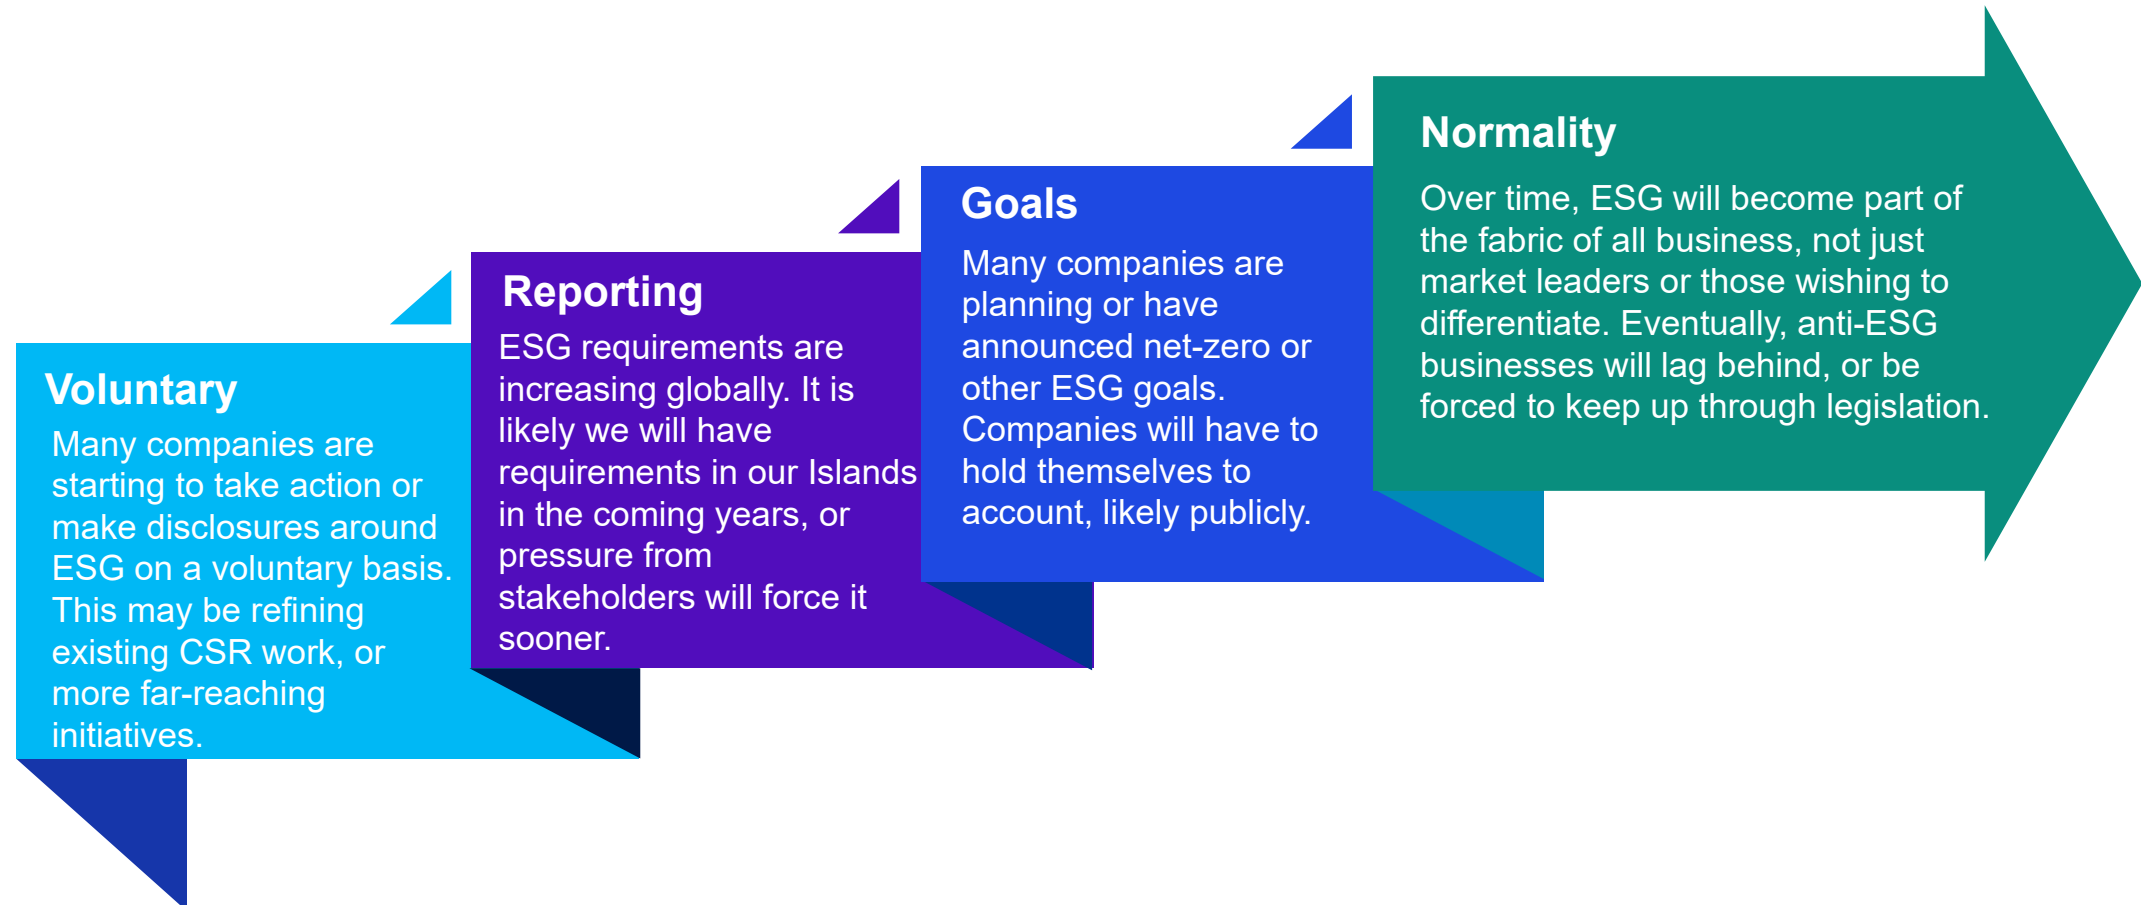 Voluntary
Many companies are
starting to take action or
make disclosures around
ESG on a voluntary basis.
This may be refining
existing CSR work, or
more far-reaching
initiatives.
Reporting
ESG requirements are
increasing globally. It is
likely we will have
requirements in our Islands
in the coming years, or
pressure from
stakeholders will force it
sooner.
Goals
Many companies are
planning or have
announced net-zero or
other ESG goals.
Companies will have to
hold themselves to
account, likely publicly.
Normality
Over time, ESG will become part of
the fabric of all business, not just
market leaders or those wishing to
differentiate. Eventually, anti-ESG
businesses will lag behind, or be
forced to keep up through legislation.